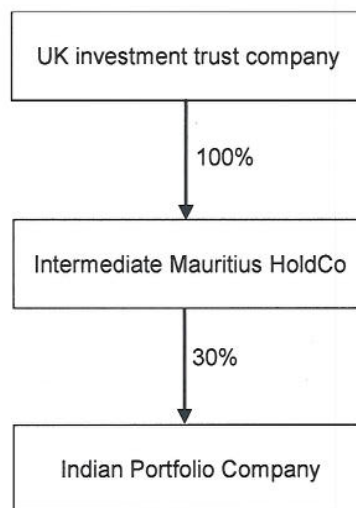 UK investment trust company
100%
Intermediate Mauritius HoldCo
30%
Indian Portfolio Company